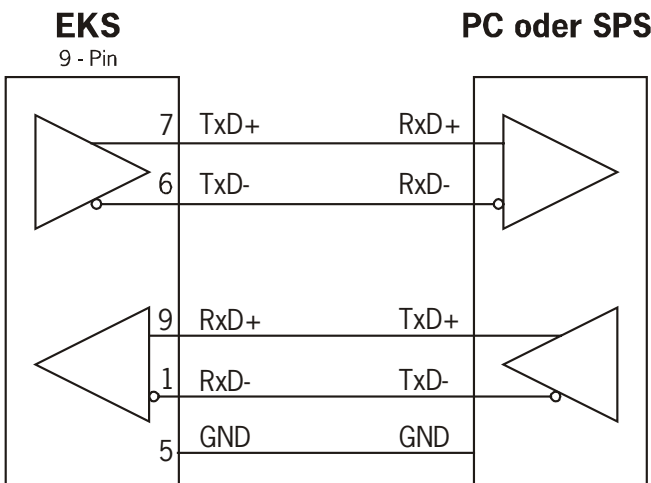 EKS PC oder SPS
9 - Pin
7 TxD+ RxD+
6 TxD- RxD-
9 RxD+ TxD+
1 RxD- TxD-
5 GND GND